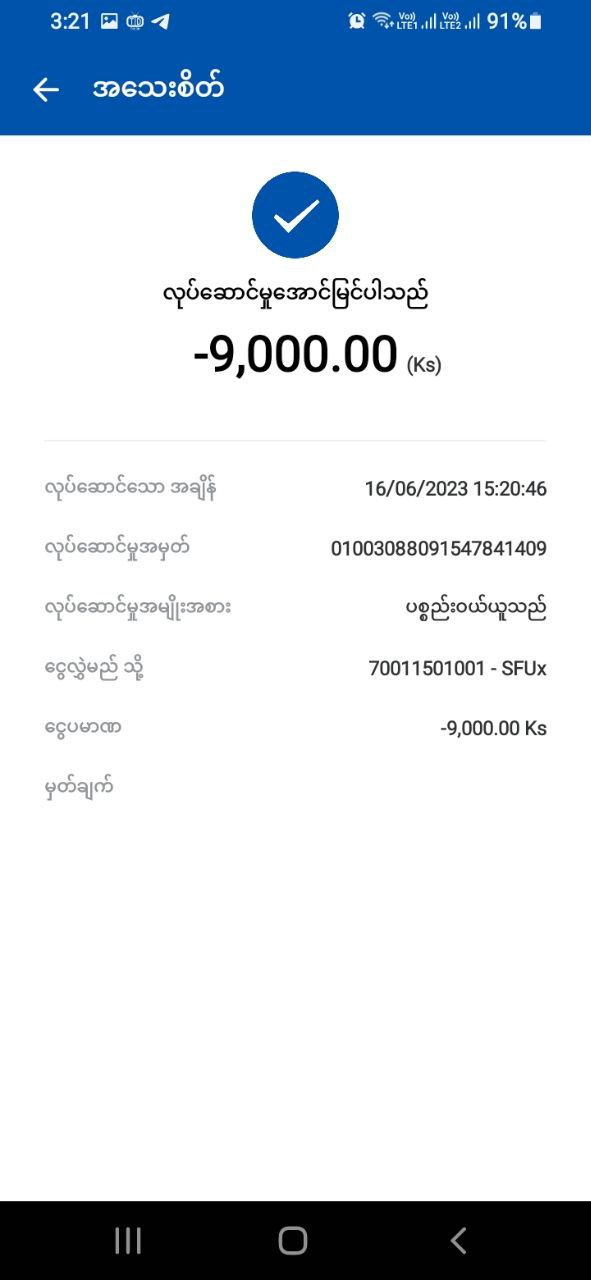 3:21
Vo)) LTE1 Vo)) LTE2 91%
အသေးစိတ်
လုပ်ဆောင်မှုအောင်မြင်ပါသည်
-9,000.00 (Ks)
လုပ်ဆောင်သော အချိန် 16/06/2023 15:20:46
လုပ်ဆောင်မှုအမှတ် 01003088091547841409
လုပ်ဆောင်မှုအမျိုးအစား ပစ္စည်းဝယ်ယူသည်
ငွေလွှဲမည် သို့ 70011501001 - SFUx
ငွေပမာဏ -9,000.00 Ks
မှတ်ချက်